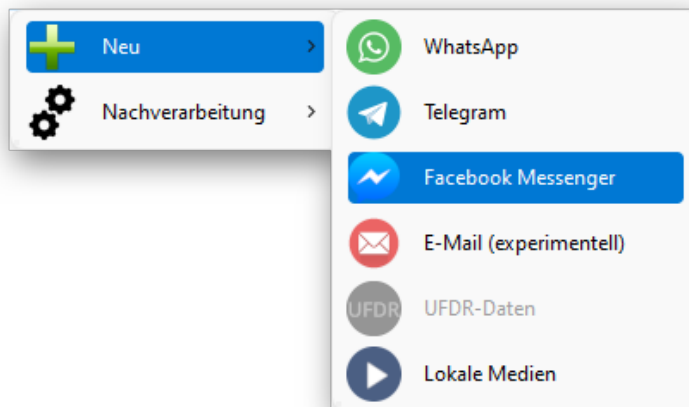 Neu
Nachverarbeitung
WhatsApp
Telegram
Facebook Messenger
E-Mail (experimentell)
UFDR
UFDR-Daten
Lokale Medien